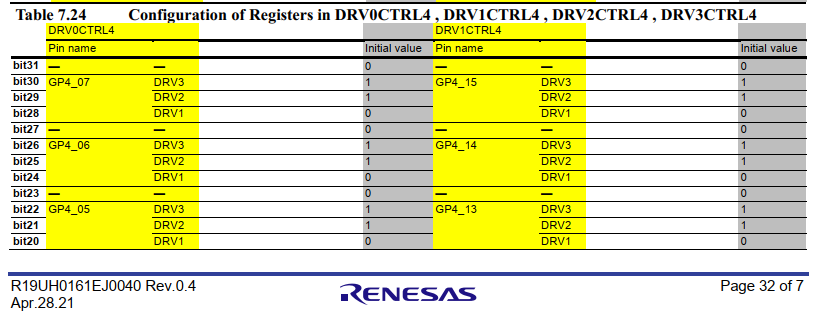 Table 7.24 Configuration of Registers in DRV0CTRL4 , DRV1CTRL4 , DRV2CTRL4 , DRV3CTRL4
DRV0CTRL4 DRV1CTRL4
Pin name Initial value Pin name Initial value
bit31 — — 0 — — 0
bit30 GP4_07 DRV3 1 GP4_15 DRV3 1
bit29 DRV2 1 DRV2 1
bit28 DRV1 0 DRV1 0
bit27 — — 0 — — 0
bit26 GP4_06 DRV3 1 GP4_14 DRV3 1
bit25 DRV2 1 DRV2 1
bit24 DRV1 0 DRV1 0
bit23 — — 0 — — 0
bit22 GP4_05 DRV3 1 GP4_13 DRV3 1
bit21 DRV2 1 DRV2 1
bit20 DRV1 0 DRV1 0
R19UH0161EJ0040 Rev.0.4 RENESAS Page 32 of 7
Apr.28.21